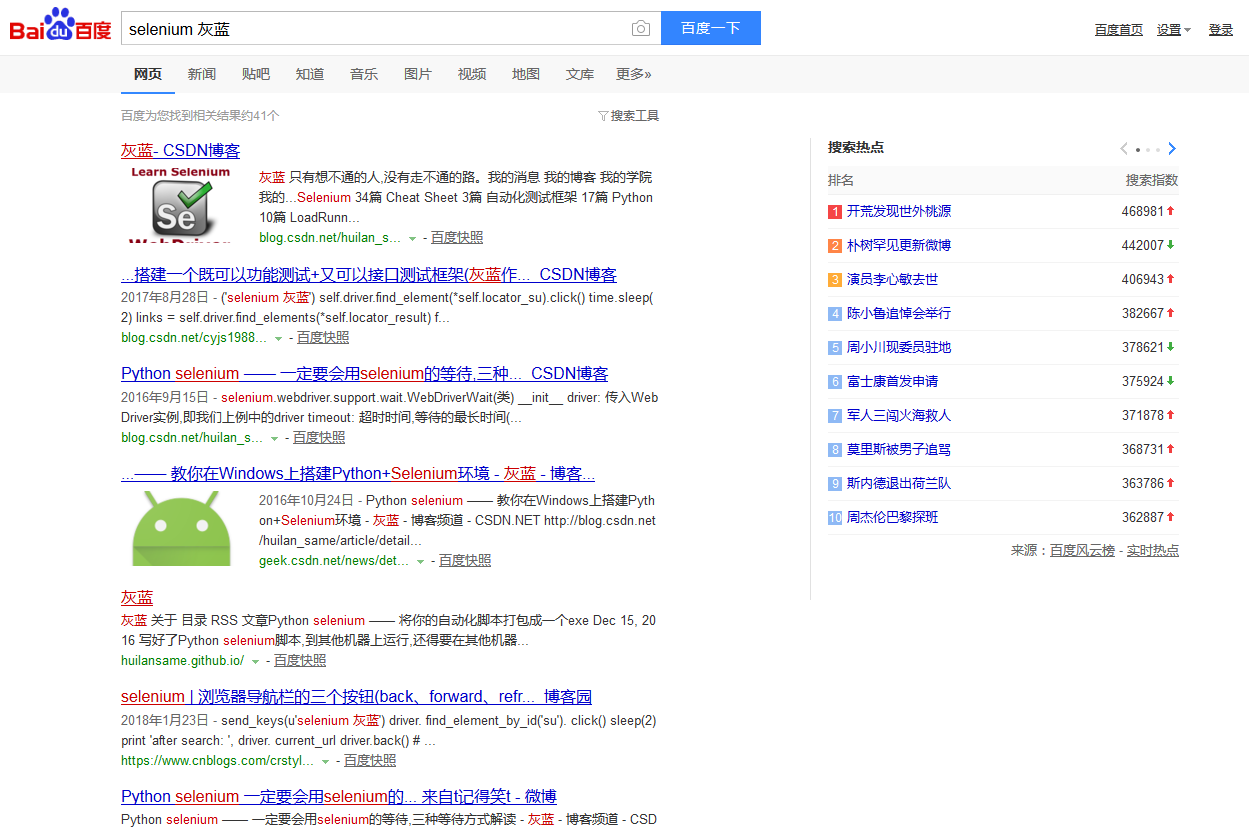 Bai du 百度
selenium 灰蓝
百度一下
百度首页 设置 登录
网页 新闻 贴吧 知道 音乐 图片 视频 地图 文库 更多»
百度为您找到相关结果约41个
搜索工具
灰蓝- CSDN博客
Learn Selenium
Se
WebDriver
灰蓝 只有想不通的人,没有走不通的路。我的消息 我的博客 我的学院
我的...Selenium 34篇 Cheat Sheet 3篇 自动化测试框架 17篇 Python
10篇 LoadRunn...
blog.csdn.net/huilan_s... - 百度快照
...搭建一个既可以功能测试+又可以接口测试框架(灰蓝作... CSDN博客
2017年8月28日 - ('selenium 灰蓝') self.driver.find_element(*self.locator_su).click() time.sleep(
2) links = self.driver.find_elements(*self.locator_result) f...
blog.csdn.net/cyjs1988... - 百度快照
Python selenium —— 一定要会用selenium的等待,三种... CSDN博客
2016年9月15日 - selenium.webdriver.support.wait.WebDriverWait(类) __init__ driver: 传入Web
Driver实例,即我们上例中的driver timeout: 超时时间,等待的最长时间(...
blog.csdn.net/huilan_s... - 百度快照
...—— 教你在Windows上搭建Python+Selenium环境 - 灰蓝 - 博客...
2016年10月24日 - Python selenium —— 教你在Windows上搭建Pyth
on+Selenium环境 - 灰蓝 - 博客频道 - CSDN.NET http://blog.csdn.net
/huilan_same/article/detail...
geek.csdn.net/news/det... - 百度快照
灰蓝
灰蓝 关于 目录 RSS 文章Python selenium —— 将你的自动化脚本打包成一个exe Dec 15, 20
16 写好了Python selenium脚本,到其他机器上运行,还得要在其他机器...
huilansame.github.io/ - 百度快照
selenium | 浏览器导航栏的三个按钮(back、forward、refr... 博客园
2018年1月23日 - send_keys(u'selenium 灰蓝') driver. find_element_by_id('su'). click() sleep(2)
print 'after search: ', driver. current_url driver.back() # ...
https://www.cnblogs.com/crstyl... - 百度快照
Python selenium 一定要会用selenium的... 来自t记得笑t - 微博
Python selenium —— 一定要会用selenium的等待,三种等待方式解读 - 灰蓝 - 博客频道 - CSD
搜索热点
排名 搜索指数
1 开荒发现世外桃源 468981
2 朴树罕见更新微博 442007
3 演员李心敏去世 406943
4 陈小鲁追悼会举行 382667
5 周小川现委员驻地 378621
6 富士康首发申请 375924
7 军人三闯火海救人 371878
8 莫里斯被男子追骂 368731
9 斯内德退出荷兰队 363786
10 周杰伦巴黎探班 362887
来源：百度风云榜 - 实时热点